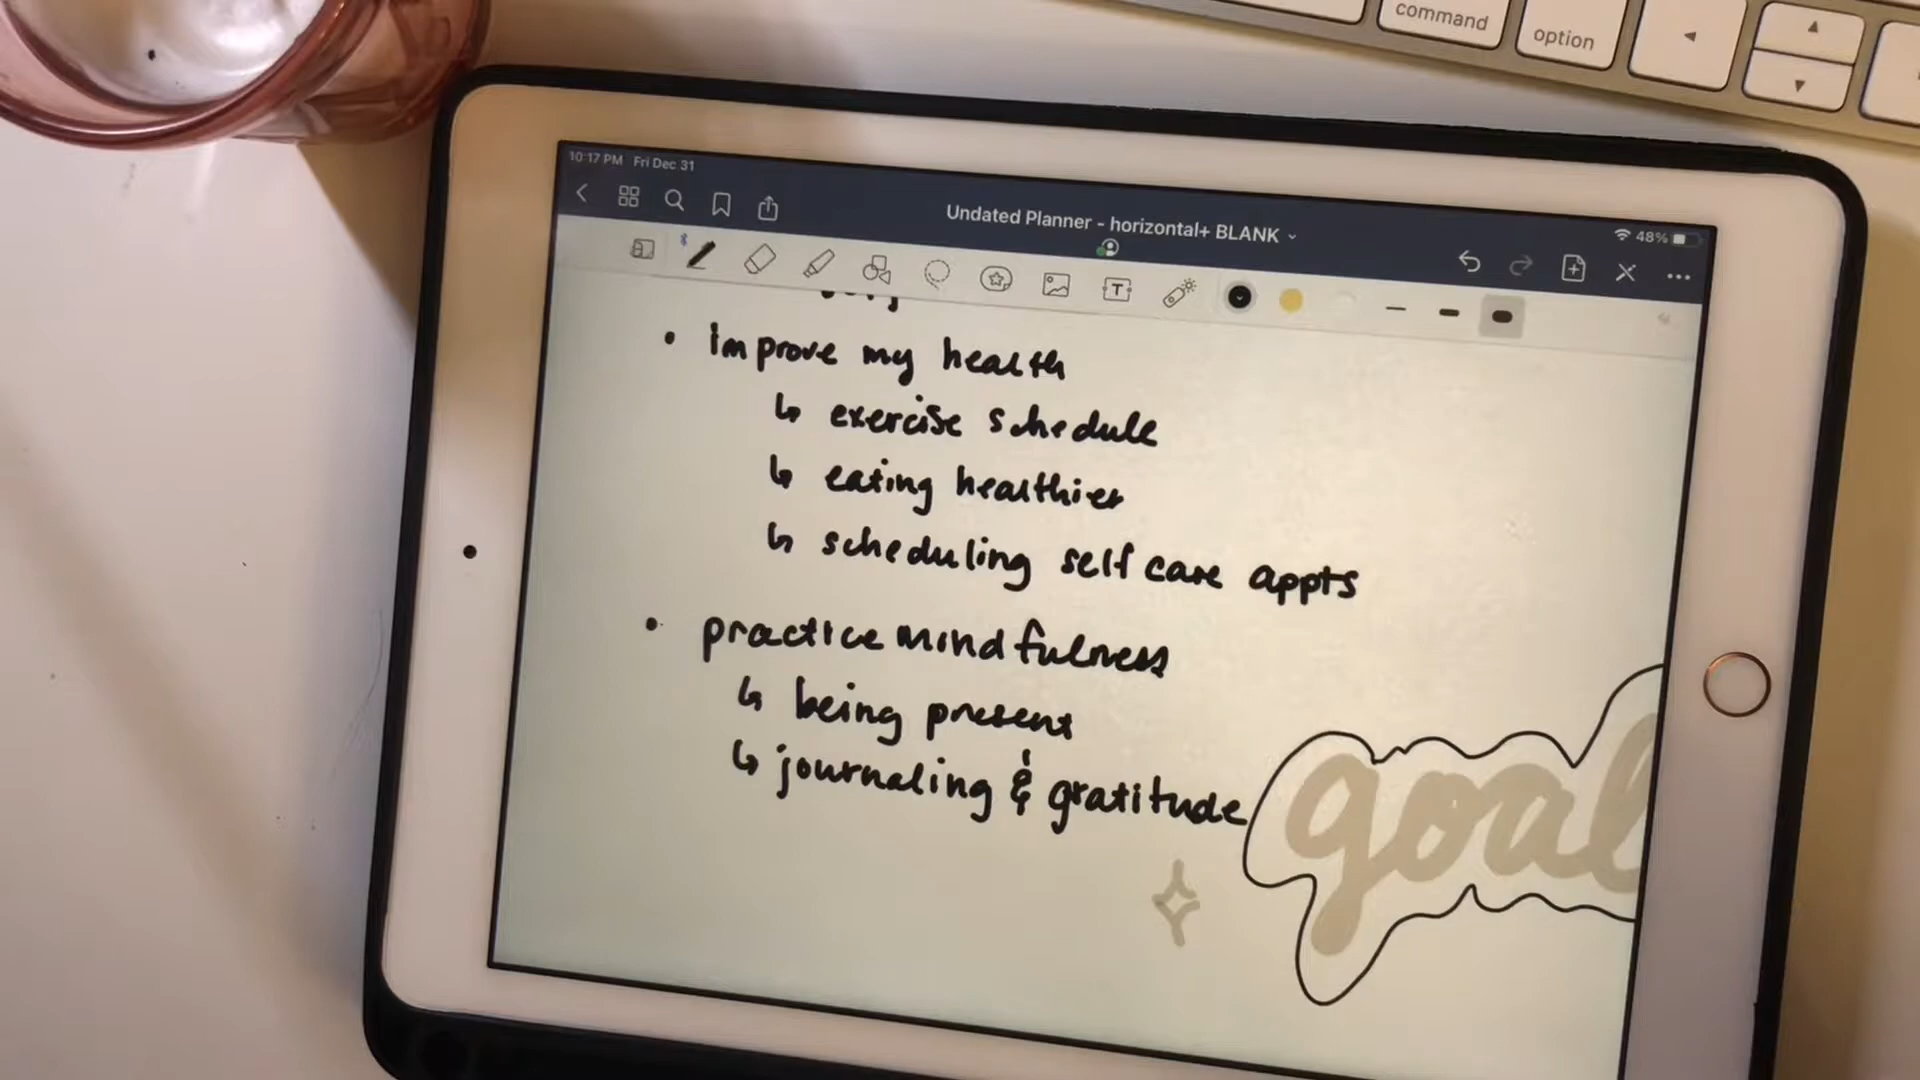 command
option
10:17 PM Fri Dec 31
Undated Planner - horizontal+ BLANK
48%
• improve my health
↳ exercise schedule
↳ eating healthier
↳ scheduling self care appts
• practice mindfulness
↳ being present
↳ journaling & gratitude
goal